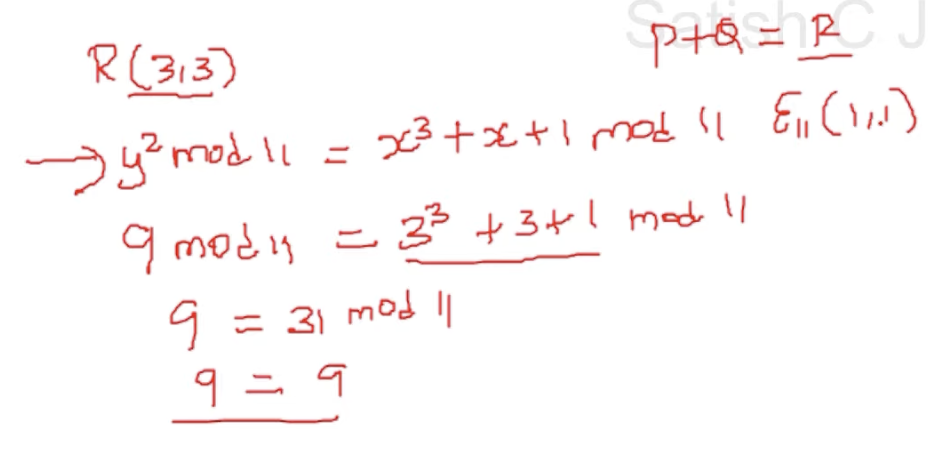 Satish C J
P+Q = R
R(3,3)
→ y² mod 11 = x³+x+1 mod 11 E₁₁(1,1)
9 mod 11 = 3³ + 3+1 mod 11
9 = 31 mod 11
9 = 9